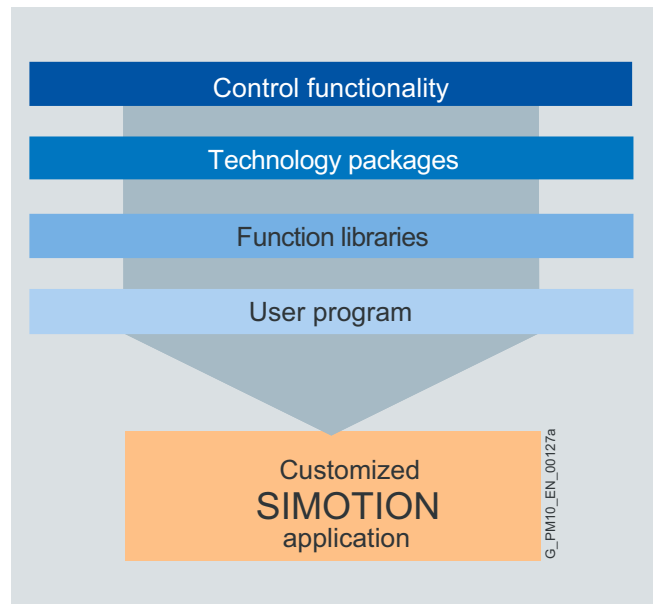 Control functionality
Technology packages
Function libraries
User program
Customized
SIMOTION
application
G_PM10_EN_00127a